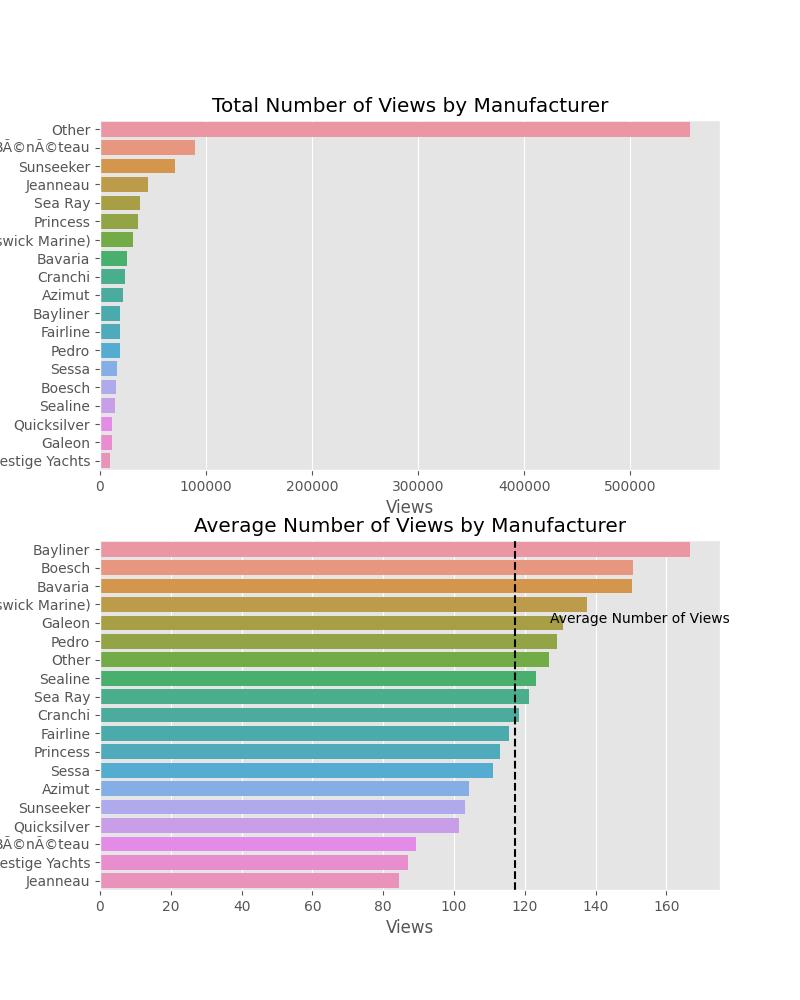 Total Number of Views by Manufacturer
Other
BÃ©nÃ©teau
Sunseeker
Jeanneau
Sea Ray
Princess
swick Marine)
Bavaria
Cranchi
Azimut
Bayliner
Fairline
Pedro
Sessa
Boesch
Sealine
Quicksilver
Galeon
estige Yachts
0 100000 200000 300000 400000 500000
Views
Average Number of Views by Manufacturer
Bayliner
Boesch
Bavaria
swick Marine)
Galeon
Average Number of Views
Pedro
Other
Sealine
Sea Ray
Cranchi
Fairline
Princess
Sessa
Azimut
Sunseeker
Quicksilver
BÃ©nÃ©teau
estige Yachts
Jeanneau
0 20 40 60 80 100 120 140 160
Views